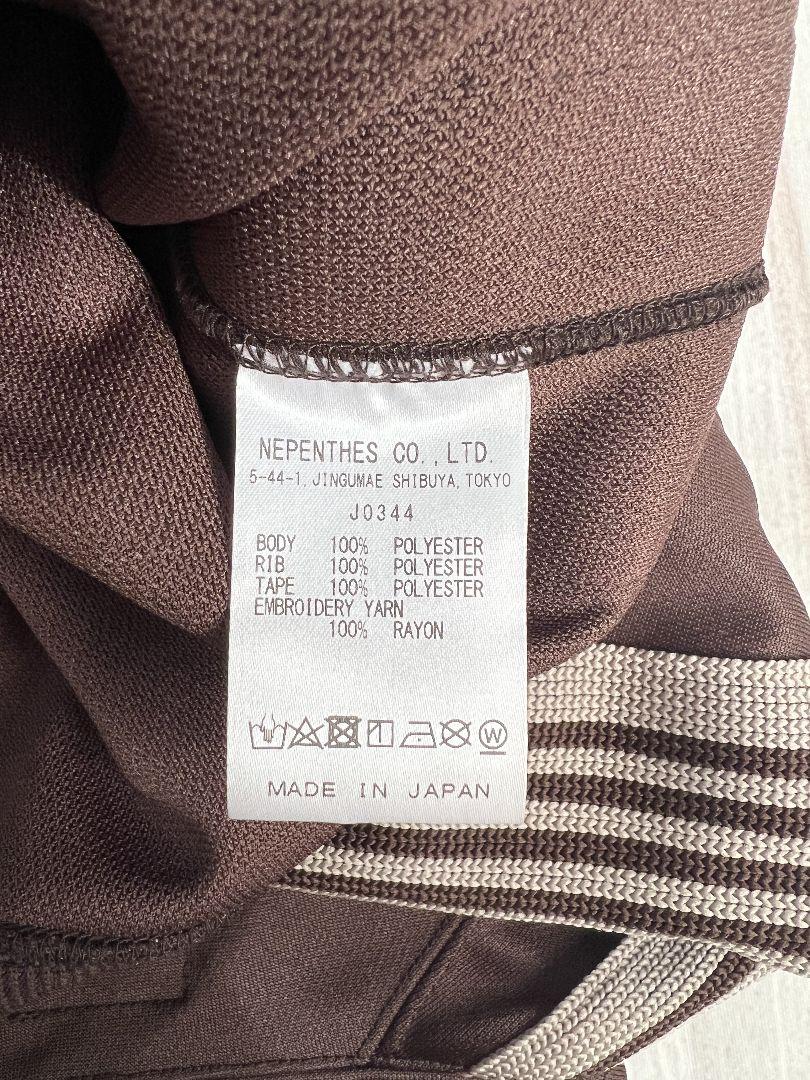 NEPENTHES CO.,LTD.
5-44-1, JINGUMAE SHIBUYA, TOKYO
J0344
BODY 100% POLYESTER
RIB 100% POLYESTER
TAPE 100% POLYESTER
EMBROIDERY YARN
100% RAYON
W
MADE IN JAPAN